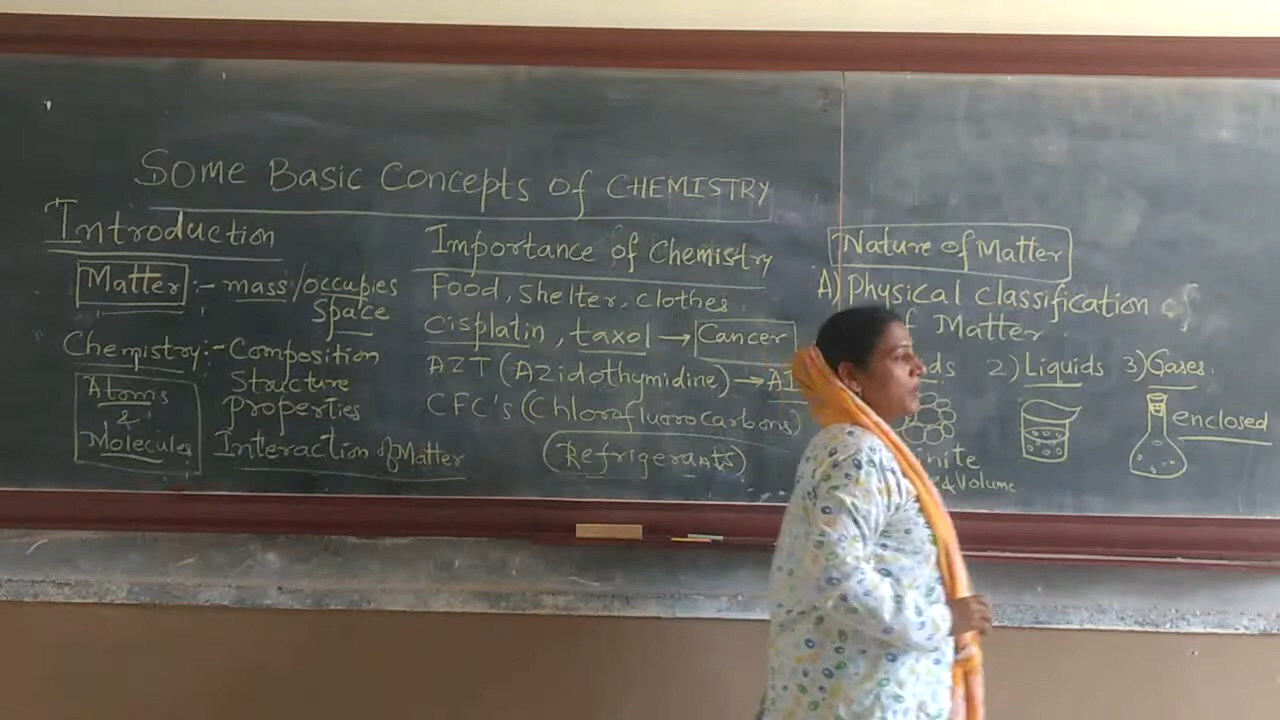 SOME BASIC CONCEPTS of CHEMISTRY
Introduction
Matter :- mass/occupies
Space
Chemistry:- Composition
Structure
Properties
Atoms
&
Molecules
Interaction of Matter
Importance of Chemistry
Food, Shelter, clothes
cisplatin, taxol → Cancer
AZT (Azidothymidine) →
CFC's (Chlorofluorocarbons)
(Refrigerants)
Nature of Matter
A) Physical classification of
Matter
2) Liquids 3) Gases
enclosed
& Volume